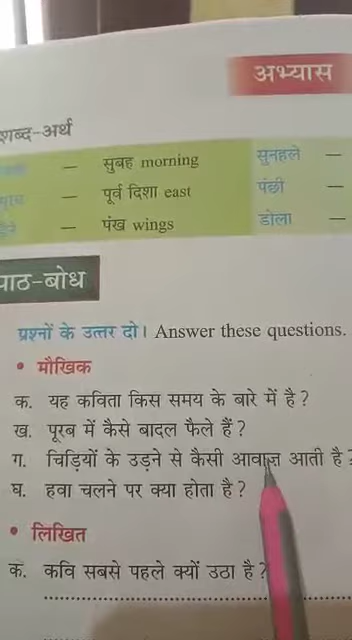 अभ्यास
शब्द-अर्थ
— सुबह morning सुनहले —
— पूर्व दिशा east पंछी —
— पंख wings डोला —
पाठ-बोध
प्रश्नों के उत्तर दो। Answer these questions.
• मौखिक
क. यह कविता किस समय के बारे में है?
ख. पूरब में कैसे बादल फैले हैं?
ग. चिड़ियों के उड़ने से कैसी आवाज़ आती है?
घ. हवा चलने पर क्या होता है?
• लिखित
क. कवि सबसे पहले क्यों उठा है?